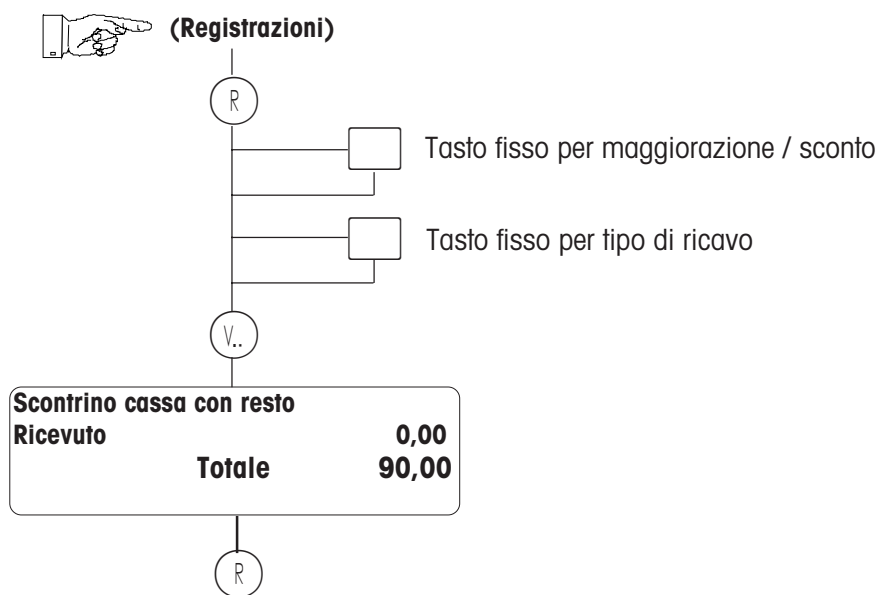 (Registrazioni)
R
Tasto fisso per maggiorazione / sconto
Tasto fisso per tipo di ricavo
V..
Scontrino cassa con resto
Ricevuto 0,00
Totale 90,00
R